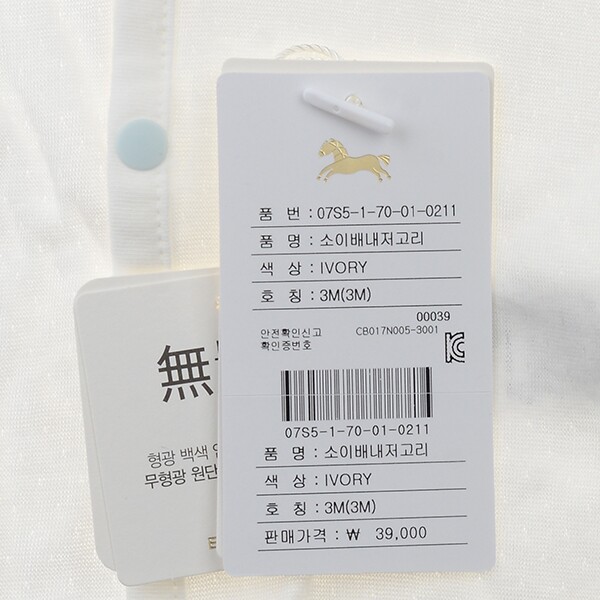 품 번 : 07S5-1-70-01-0211
품 명 : 소이배내저고리
색 상 : IVORY
호 칭 : 3M(3M)
00039
안전확인신고
확인증번호
CB017N005-3001
07S5-1-70-01-0211
품 명 : 소이배내저고리
색 상 : IVORY
호 칭 : 3M(3M)
판매가격 : ₩ 39,000
無
형광 백색
무형광 원단